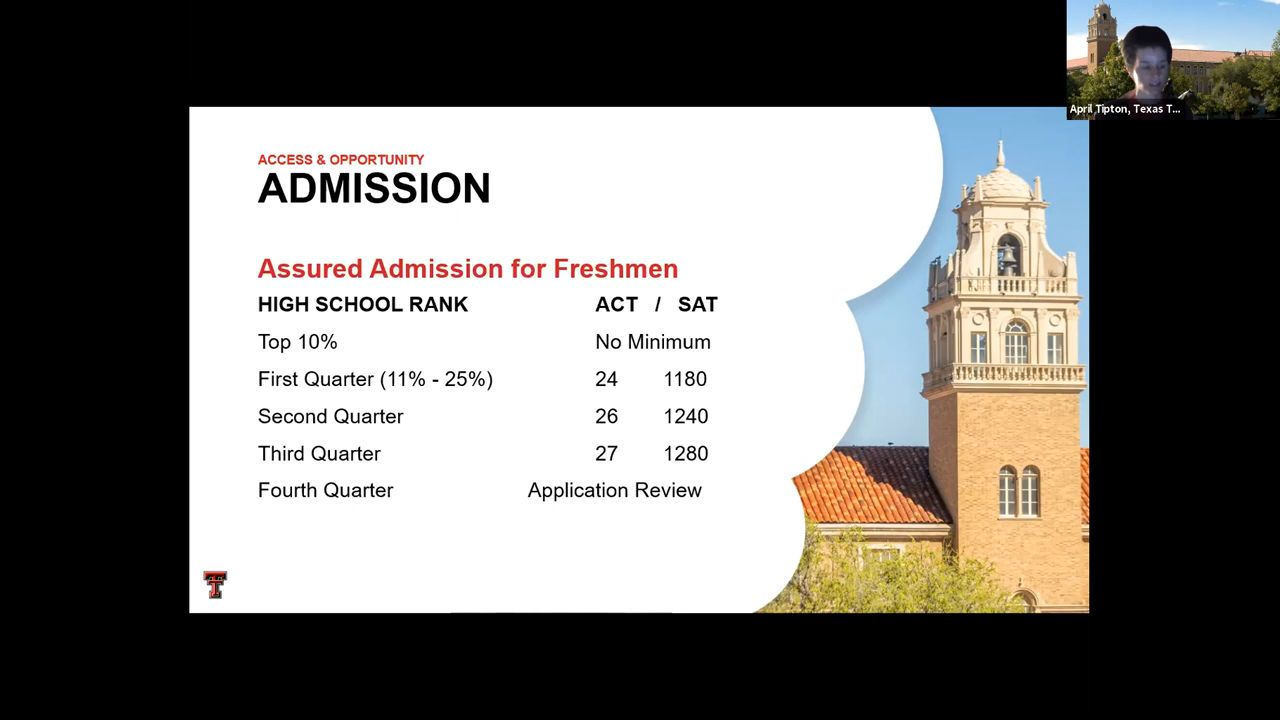 April Tipton, Texas T...
ACCESS & OPPORTUNITY
ADMISSION
Assured Admission for Freshmen
HIGH SCHOOL RANK ACT / SAT
Top 10% No Minimum
First Quarter (11% - 25%) 24 1180
Second Quarter 26 1240
Third Quarter 27 1280
Fourth Quarter Application Review